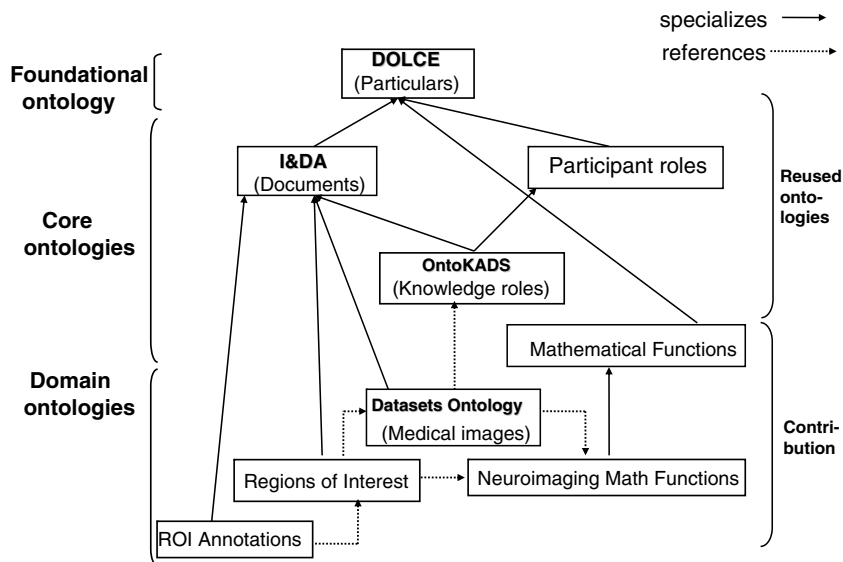 specializes
references
Foundational
ontology
DOLCE
(Particulars)
I&DA
(Documents)
Participant roles
Reused
onto-
logies
Core
ontologies
OntoKADS
(Knowledge roles)
Mathematical Functions
Domain
ontologies
Datasets Ontology
(Medical images)
Contri-
bution
Regions of Interest
Neuroimaging Math Functions
ROI Annotations